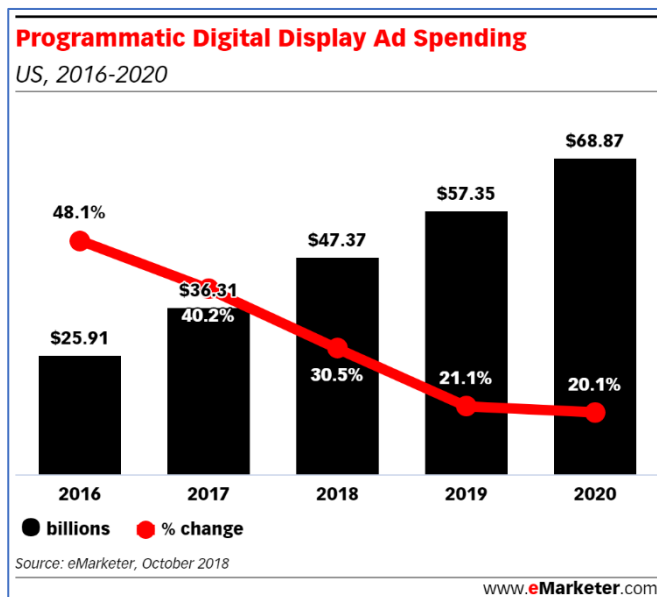 Programmatic Digital Display Ad Spending
US, 2016-2020
$68.87
$57.35
48.1%
$47.37
$36.31
40.2%
$25.91
30.5%
21.1%
20.1%
2016 2017 2018 2019 2020
billions % change
Source: eMarketer, October 2018
www.eMarketer.com